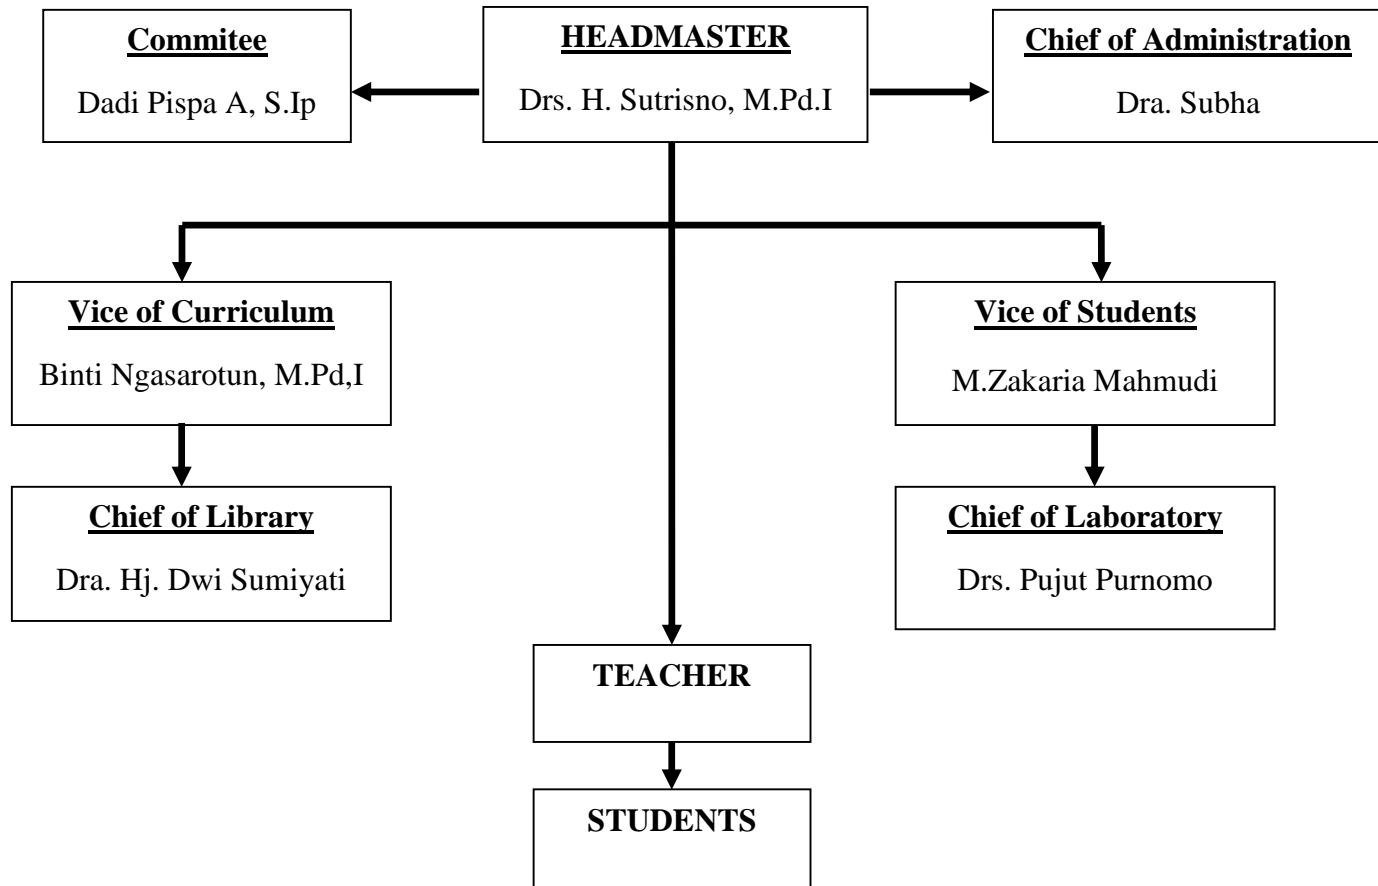 Commitee
Dadi Pispa A, S.Ip
HEADMASTER
Drs. H. Sutrisno, M.Pd.I
Chief of Administration
Dra. Subha
Vice of Curriculum
Binti Ngasarotun, M.Pd,I
Vice of Students
M.Zakaria Mahmudi
Chief of Library
Dra. Hj. Dwi Sumiyati
Chief of Laboratory
Drs. Pujut Purnomo
TEACHER
STUDENTS